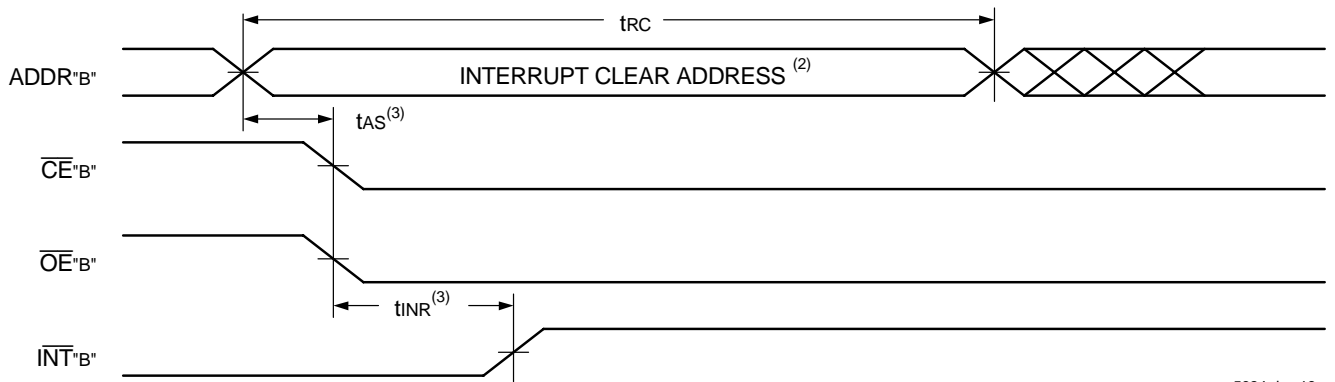 tRC
ADDR"B"
INTERRUPT CLEAR ADDRESS (2)
tAS(3)
CE"B"
OE"B"
tINR(3)
INT"B"